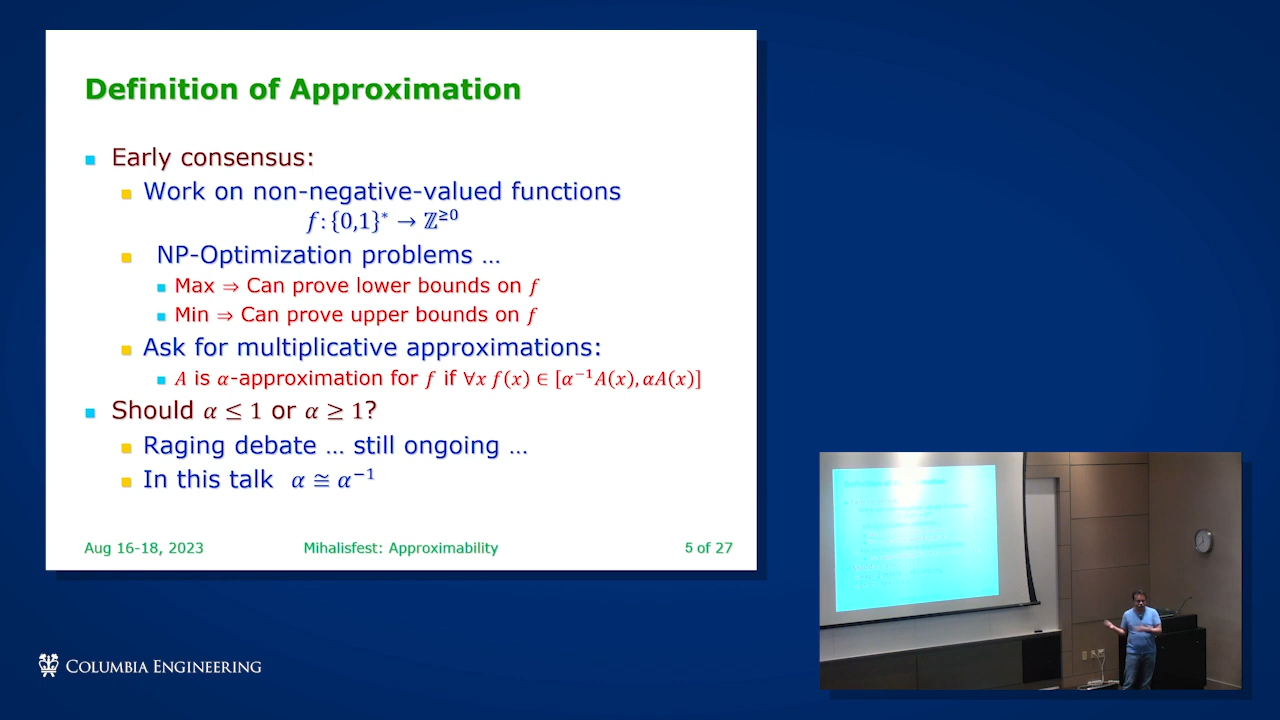 Definition of Approximation
Early consensus:
Work on non-negative-valued functions
f: {0,1}* → ℤ≥0
NP-Optimization problems …
Max ⇒ Can prove lower bounds on f
Min ⇒ Can prove upper bounds on f
Ask for multiplicative approximations:
A is α-approximation for f if ∀x f(x) ∈ [α⁻¹A(x), αA(x)]
Should α ≤ 1 or α ≥ 1?
Raging debate … still ongoing …
In this talk α ≅ α⁻¹
Aug 16-18, 2023 Mihalisfest: Approximability 5 of 27
COLUMBIA ENGINEERING